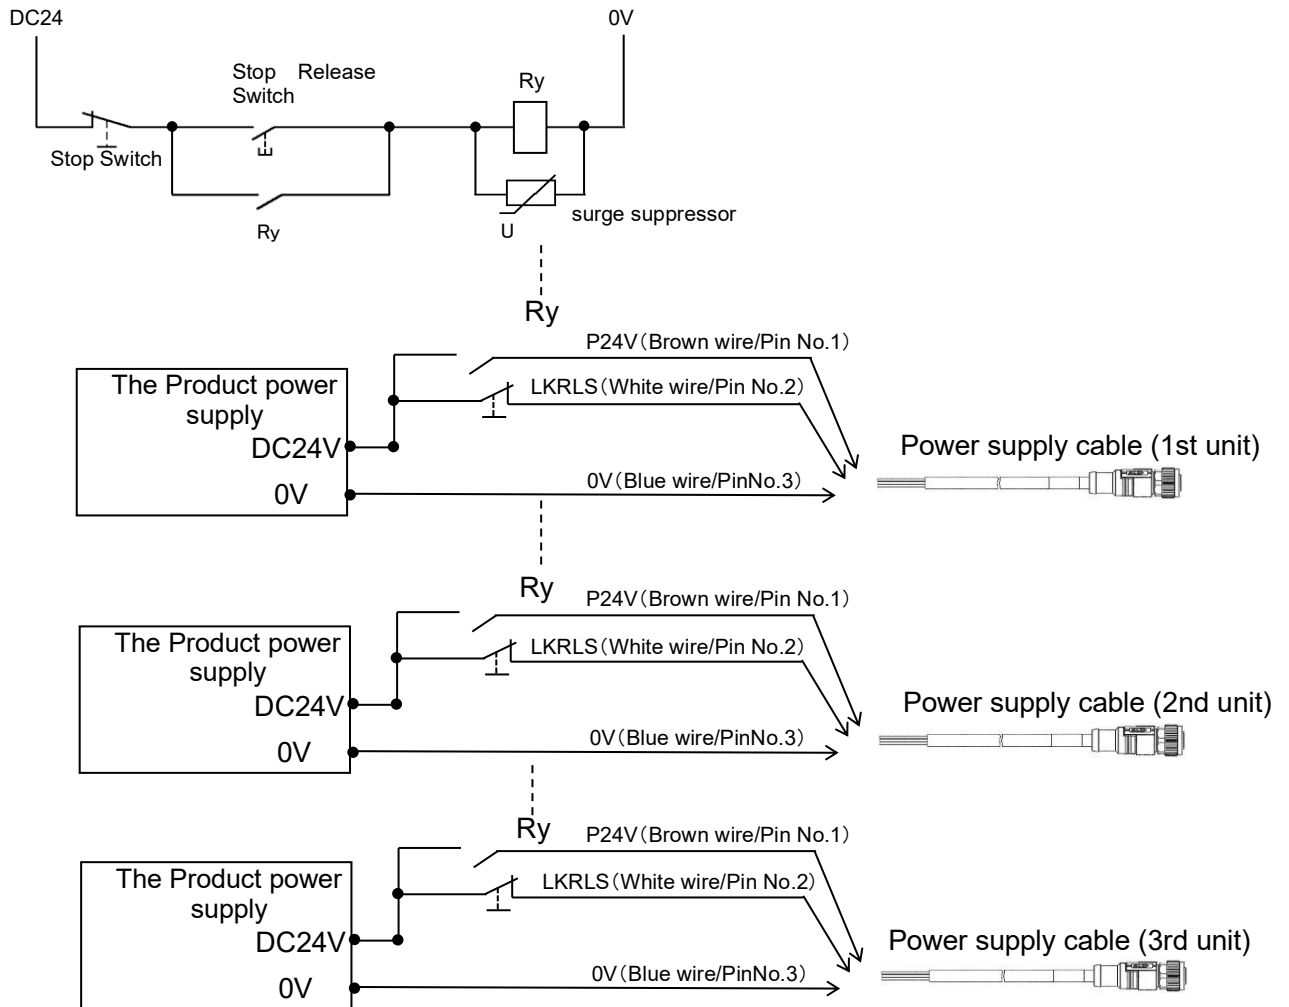 DC24
0V
Stop Release
Switch
Ry
Stop Switch
Ry
U
surge suppressor
Ry
P24V(Brown wire/Pin No.1)
The Product power
supply
LKRLS(White wire/Pin No.2)
DC24V
Power supply cable (1st unit)
0V
0V(Blue wire/PinNo.3)
Ry
P24V(Brown wire/Pin No.1)
The Product power
supply
LKRLS(White wire/Pin No.2)
DC24V
Power supply cable (2nd unit)
0V
0V(Blue wire/PinNo.3)
Ry
P24V(Brown wire/Pin No.1)
The Product power
supply
LKRLS(White wire/Pin No.2)
DC24V
Power supply cable (3rd unit)
0V
0V(Blue wire/PinNo.3)